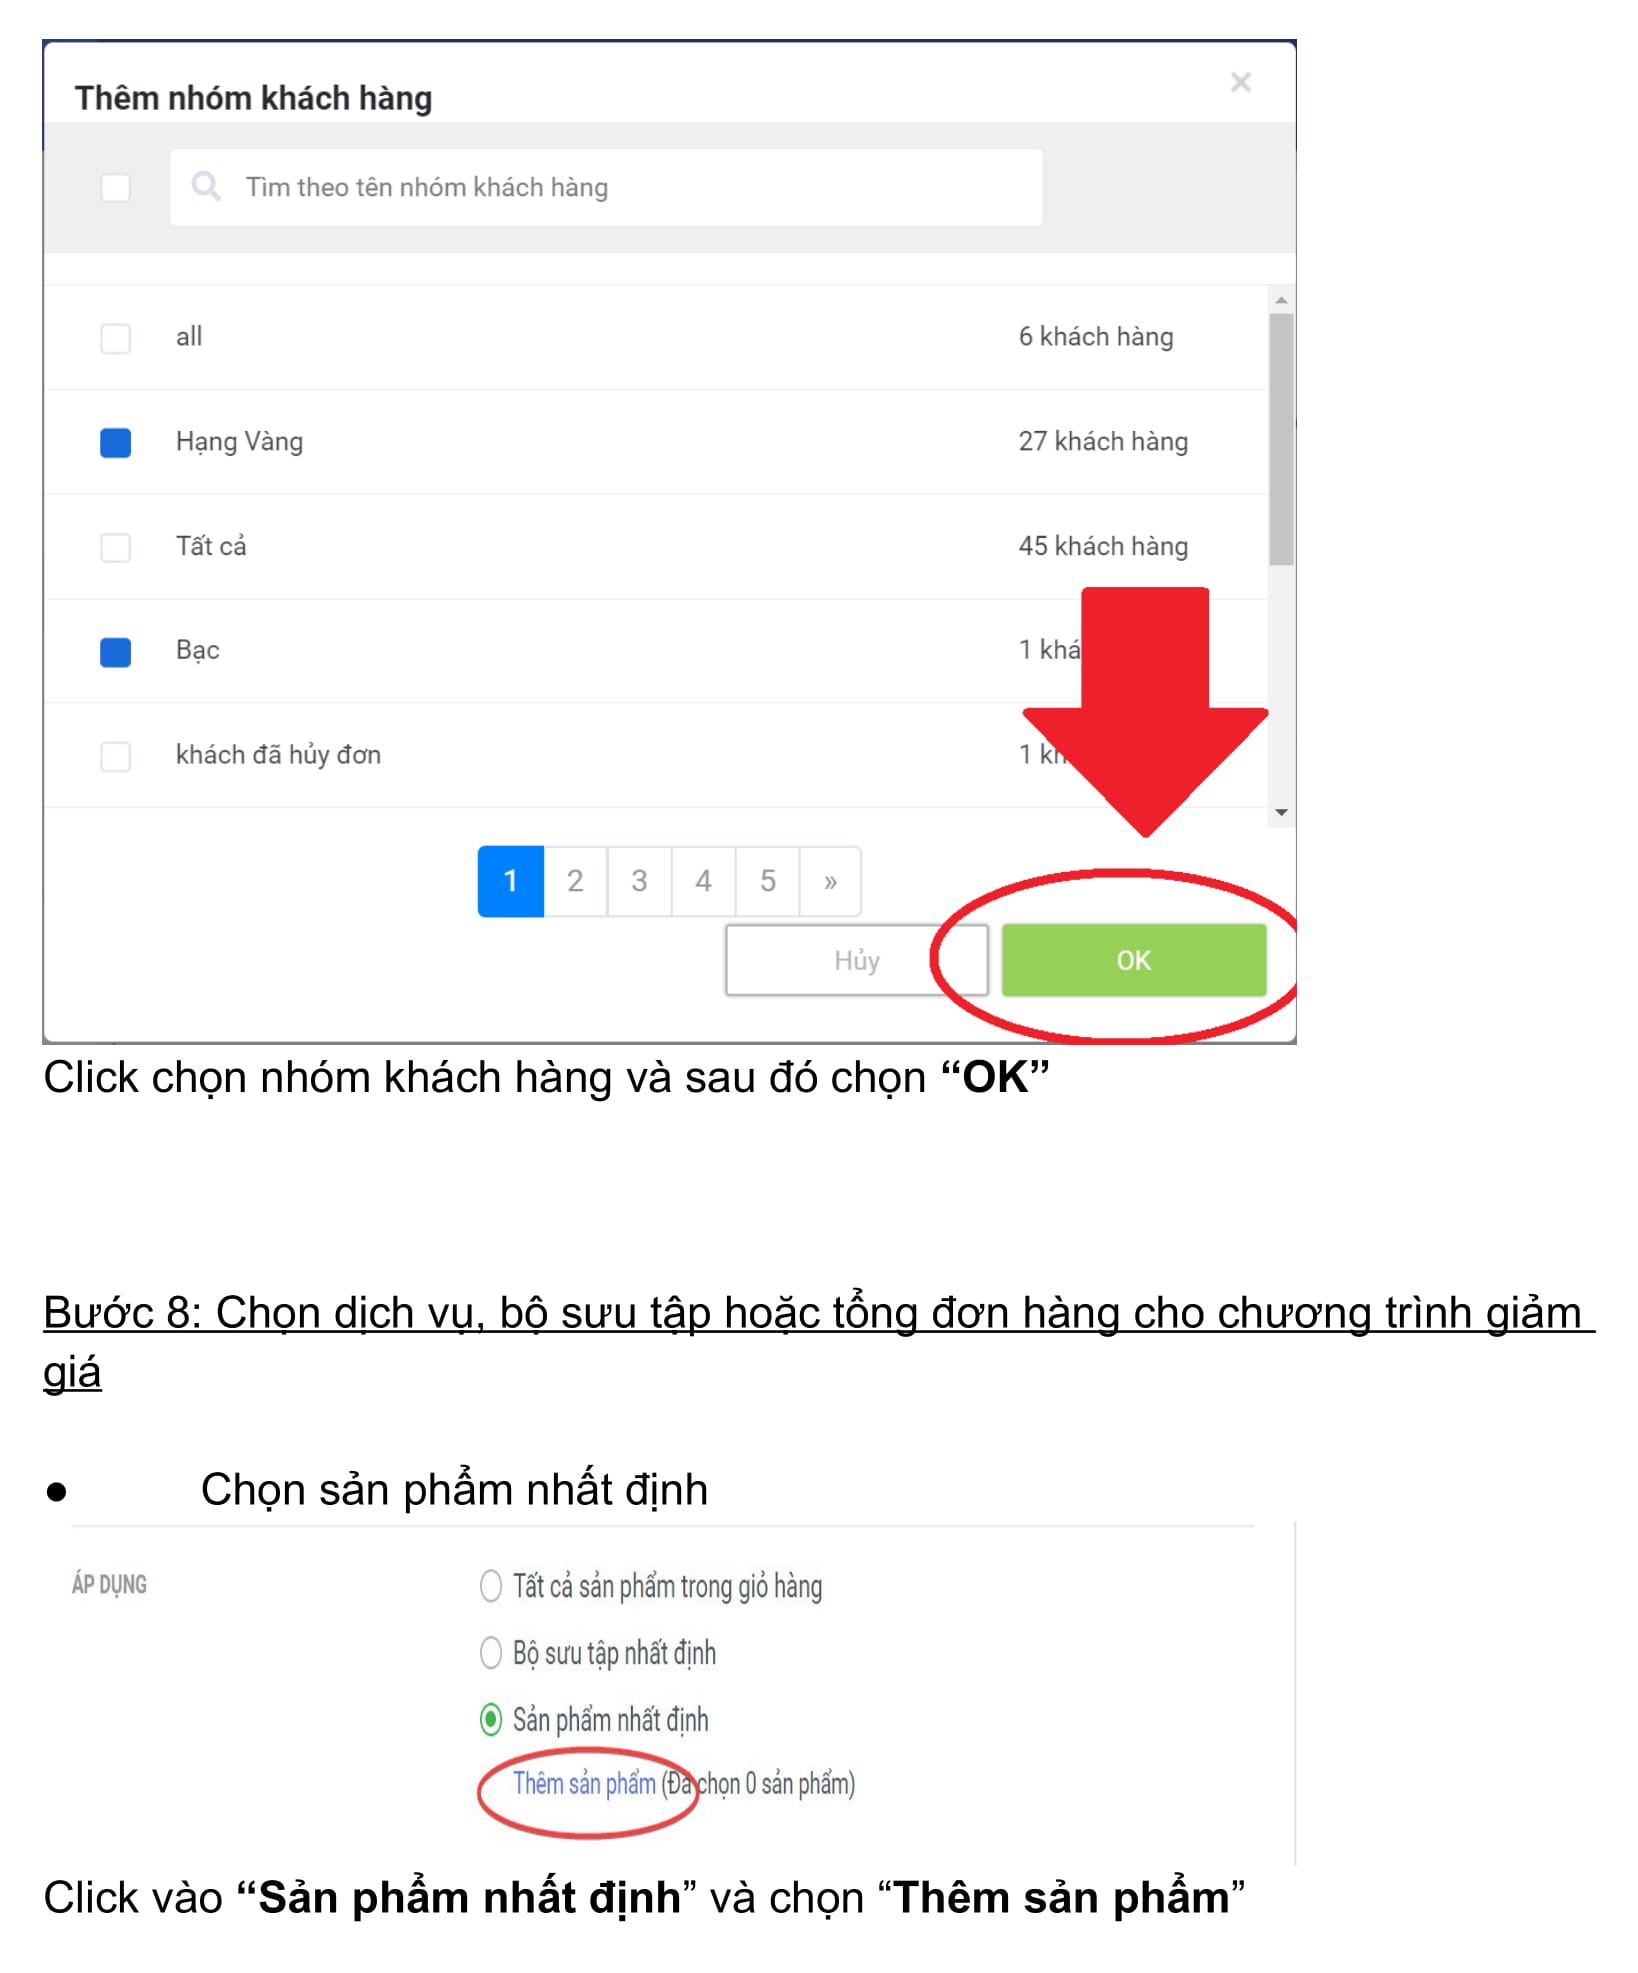 Thêm nhóm khách hàng
×
Tìm theo tên nhóm khách hàng
all 6 khách hàng
Hạng Vàng 27 khách hàng
Tất cả 45 khách hàng
Bạc 1
khách đã hủy đơn 1
1 2 3 4 5 »
Hủy OK
Click chọn nhóm khách hàng và sau đó chọn “OK”
Bước 8: Chọn dịch vụ, bộ sưu tập hoặc tổng đơn hàng cho chương trình giảm
giá
● Chọn sản phẩm nhất định
ÁP DỤNG Tất cả sản phẩm trong giỏ hàng
Bộ sưu tập nhất định
Sản phẩm nhất định
Thêm sản phẩm (Đã chọn 0 sản phẩm)
Click vào “Sản phẩm nhất định” và chọn “Thêm sản phẩm”